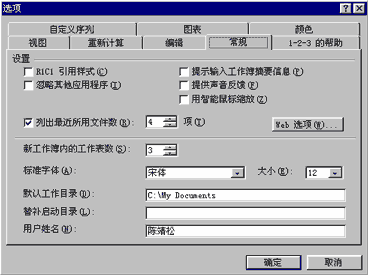 选项
自定义序列 图表 颜色
视图 重新计算 编辑 常规 1-2-3 的帮助
设置
R1C1 引用样式(C) 提示输入工作簿摘要信息(P)
忽略其他应用程序(I) 提供声音反馈(F)
用智能鼠标缩放(Z)
列出最近所用文件数(R): 4 项(T) Web 选项(W)...
新工作簿内的工作表数(S): 3
标准字体(A): 宋体 大小(E): 12
默认工作目录(D): C:\My Documents
替补启动目录(L):
用户姓名(N): 陈绪松
确定 取消